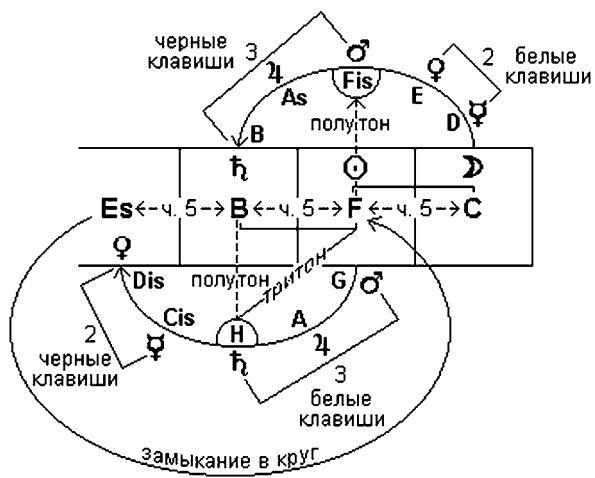 черные
клавиши
3
♂
♃
Fis
♀
2
белые
клавиши
As
E
☿
полутон
D
B
♄
☉
☽
Es ч. 5 B ч. 5 F ч. 5 C
♀
Dis
полутон
тритон
G
♂
Cis
H
A
2
☿
♄
♃
черные
клавиши
3
белые
клавиши
замыкание в круг